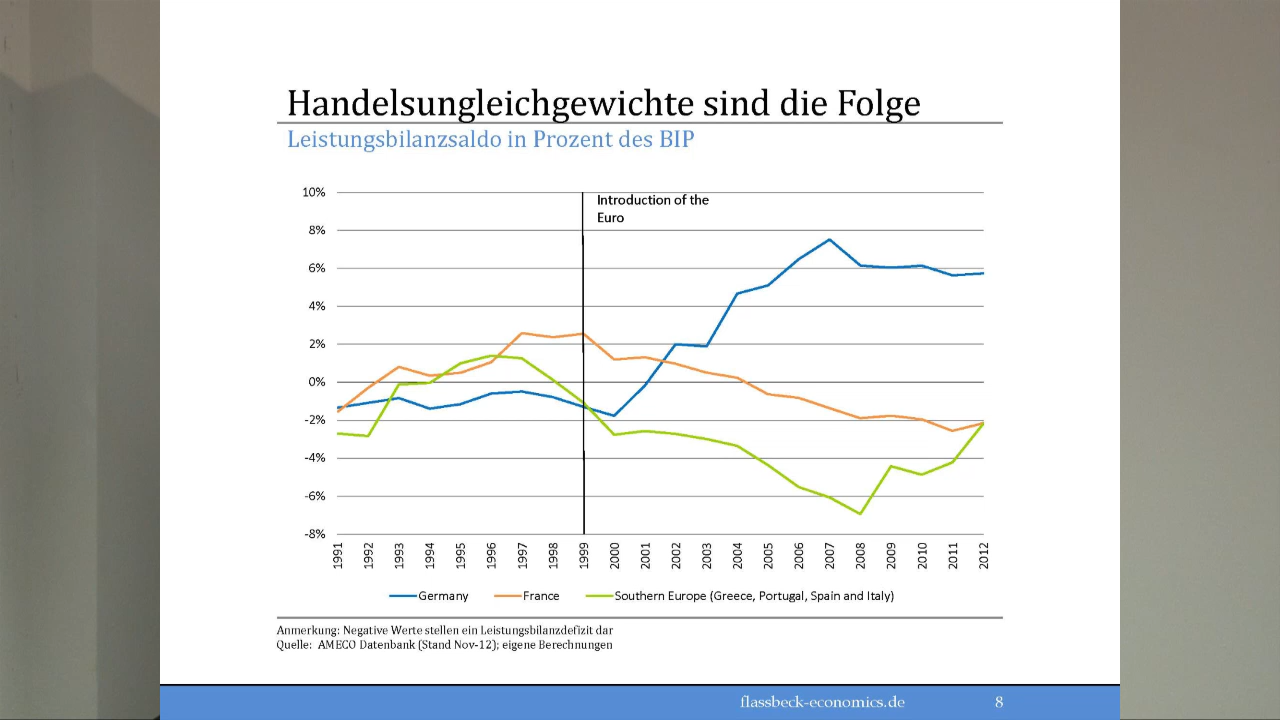 Handelsungleichgewichte sind die Folge
Leistungsbilanzsaldo in Prozent des BIP
Introduction of the
Euro
10%
8%
6%
4%
2%
0%
-2%
-4%
-6%
-8%
1991 1992 1993 1994 1995 1996 1997 1998 1999 2000 2001 2002 2003 2004 2005 2006 2007 2008 2009 2010 2011 2012
Germany France Southern Europe (Greece, Portugal, Spain and Italy)
Anmerkung: Negative Werte stellen ein Leistungsbilanzdefizit dar
Quelle: AMECO Datenbank (Stand Nov-12); eigene Berechnungen
flassbeck-economics.de 8